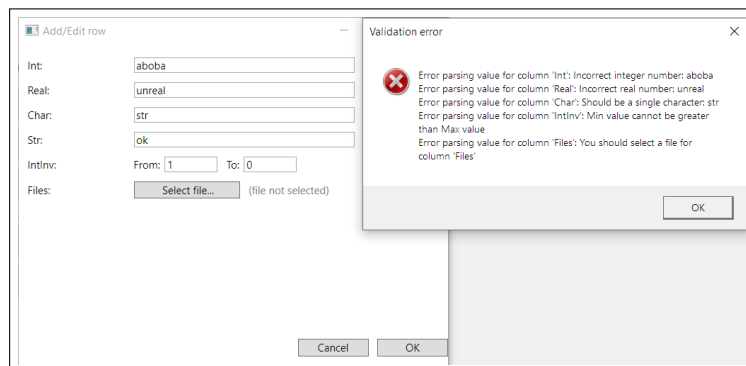 Add/Edit row
Int: aboba
Real: unreal
Char: str
Str: ok
IntInv: From: 1 To: 0
Files: Select file... (file not selected)
Cancel OK
Validation error
Error parsing value for column 'Int': Incorrect integer number: aboba
Error parsing value for column 'Real': Incorrect real number: unreal
Error parsing value for column 'Char': Should be a single character: str
Error parsing value for column 'IntInv': Min value cannot be greater
than Max value
Error parsing value for column 'Files': You should select a file for
column 'Files'
OK